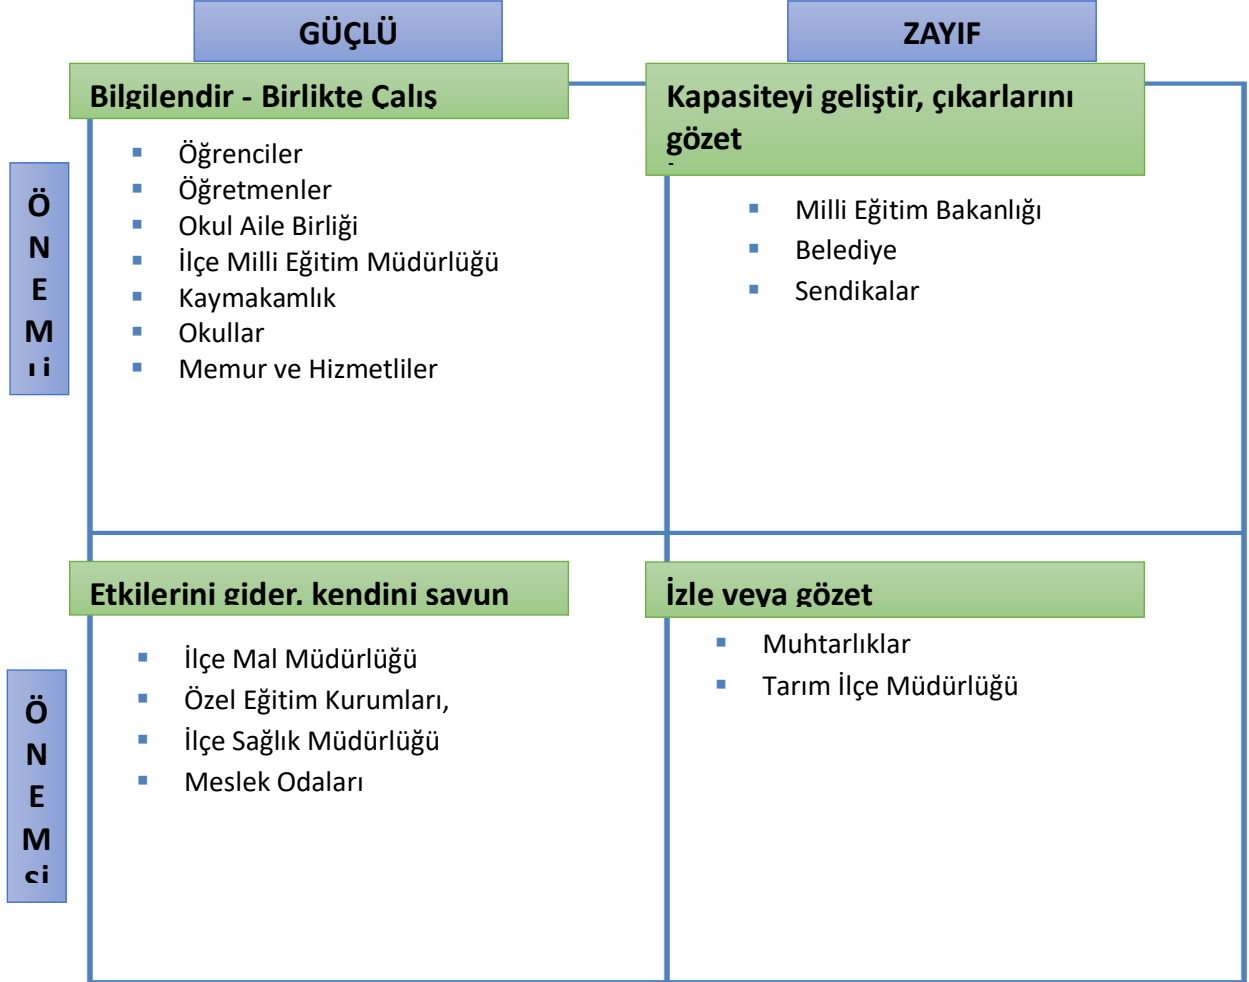 GÜÇLÜ
ZAYIF
Bilgilendir - Birlikte Çalış
Kapasiteyi geliştir, çıkarlarını
gözet
Ö
N
E
M
Öğrenciler
Öğretmenler
Okul Aile Birliği
İlçe Milli Eğitim Müdürlüğü
Kaymakamlık
Okullar
Memur ve Hizmetliler
Milli Eğitim Bakanlığı
Belediye
Sendikalar
Etkilerini gider, kendini savun
İzle veya gözet
Ö
N
E
M
İlçe Mal Müdürlüğü
Özel Eğitim Kurumları,
İlçe Sağlık Müdürlüğü
Meslek Odaları
Muhtarlıklar
Tarım İlçe Müdürlüğü